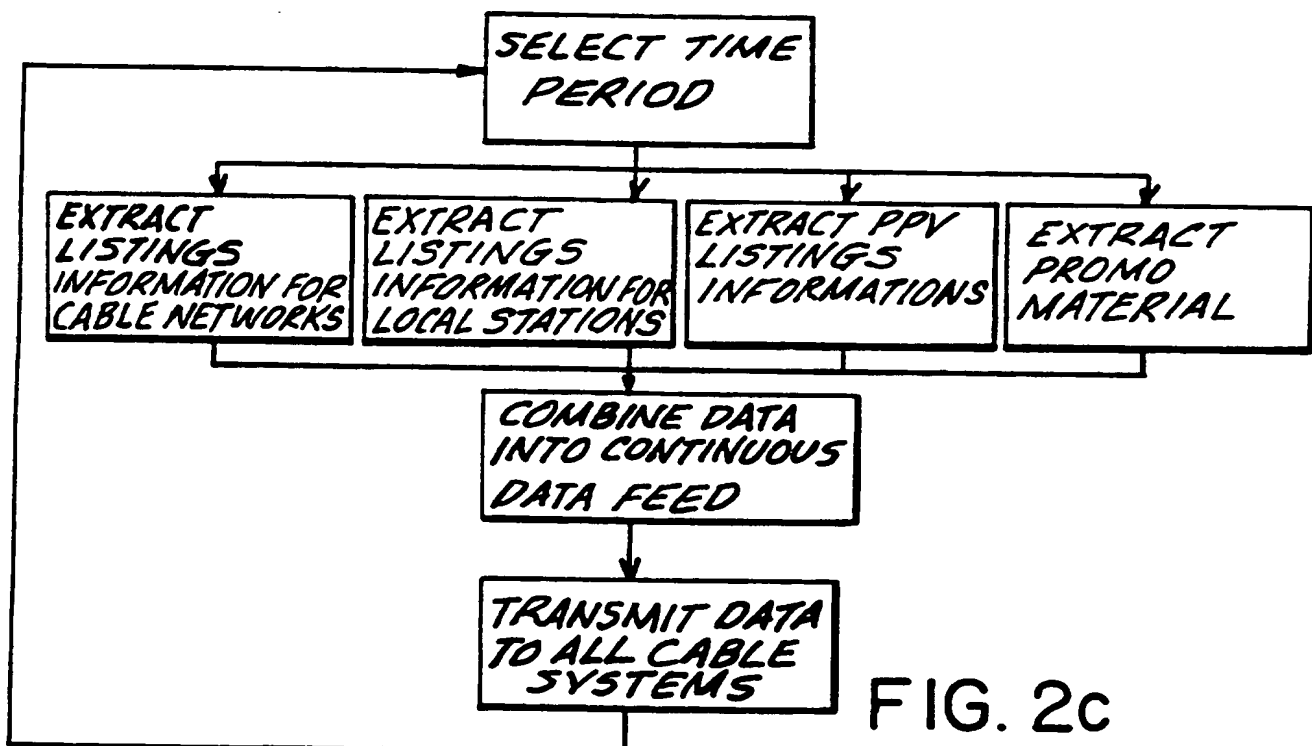 SELECT TIME
PERIOD
EXTRACT
LISTINGS
INFORMATION FOR
CABLE NETWORKS
EXTRACT
LISTINGS
INFORMATION FOR
LOCAL STATIONS
EXTRACT PPV
LISTINGS
INFORMATIONS
EXTRACT
PROMO
MATERIAL
COMBINE DATA
INTO CONTINUOUS
DATA FEED
TRANSMIT DATA
TO ALL CABLE
SYSTEMS
FIG. 2c